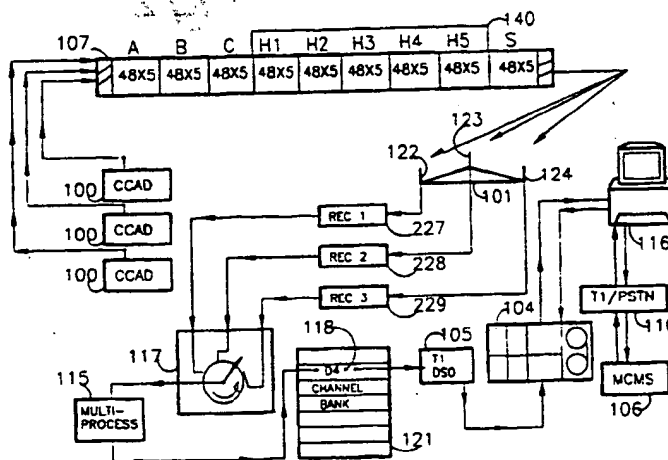 140
107 A B C H1 H2 H3 H4 H5 S
48X5 48X5 48X5 48X5 48X5 48X5 48X5 48X5 48X5
123
122 124
101
100 CCAD
REC 1 227
116
100 CCAD
REC 2 228
100 CCAD
REC 3 229
104
T1/PSTN
117
118
105
T1
DSO
115
D4
MCMS
106
MULTI-
PROCESS
CHANNEL
BANK
121